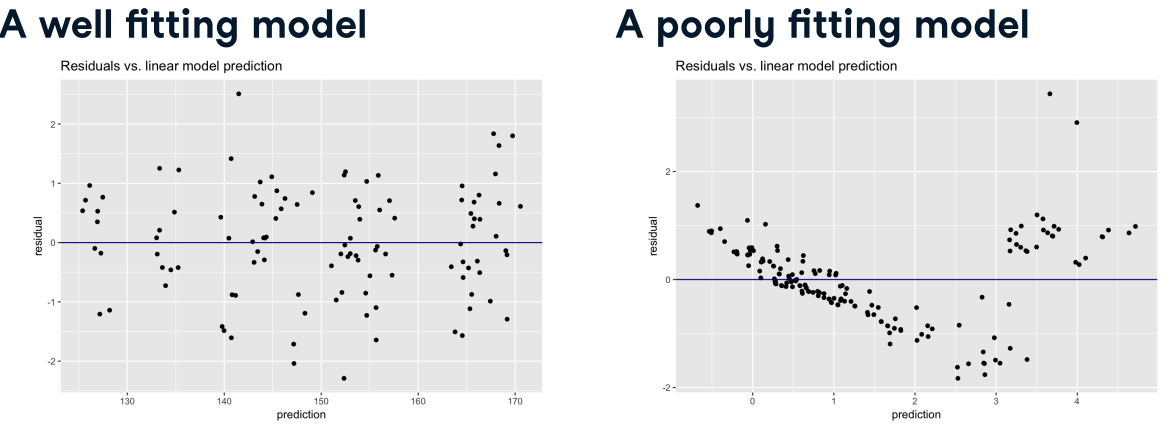 A well fitting model
Residuals vs. linear model prediction
residual
2
1
0
-1
-2
130 140 150 160 170
prediction
A poorly fitting model
Residuals vs. linear model prediction
residual
2
0
-2
0 1 2 3 4
prediction